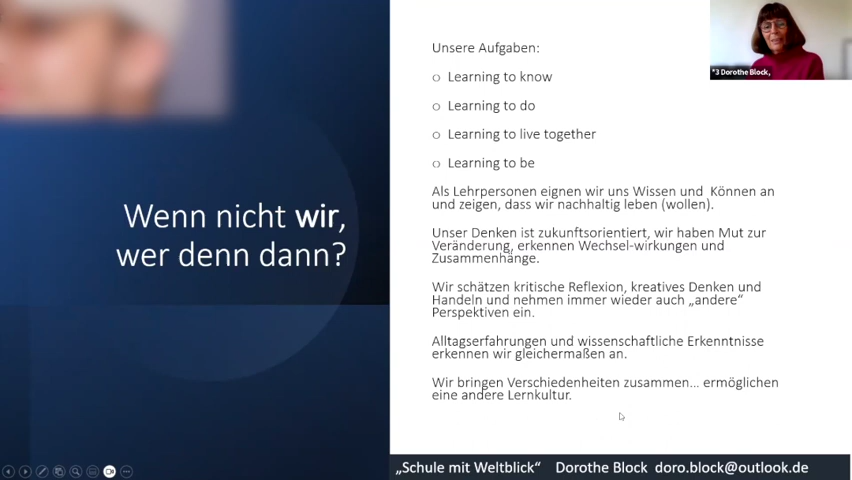 Wenn nicht wir,
wer denn dann?
Unsere Aufgaben:
o Learning to know
o Learning to do
o Learning to live together
o Learning to be
Als Lehrpersonen eignen wir uns Wissen und Können an
und zeigen, dass wir nachhaltig leben (wollen).
Unser Denken ist zukunftsorientiert, wir haben Mut zur
Veränderung, erkennen Wechsel-wirkungen und
Zusammenhänge.
Wir schätzen kritische Reflexion, kreatives Denken und
Handeln und nehmen immer wieder auch „andere“
Perspektiven ein.
Alltagserfahrungen und wissenschaftliche Erkenntnisse
erkennen wir gleichermaßen an.
Wir bringen Verschiedenheiten zusammen... ermöglichen
eine andere Lernkultur.
*3 Dorothe Block,
„Schule mit Weltblick“ Dorothe Block doro.block@outlook.de